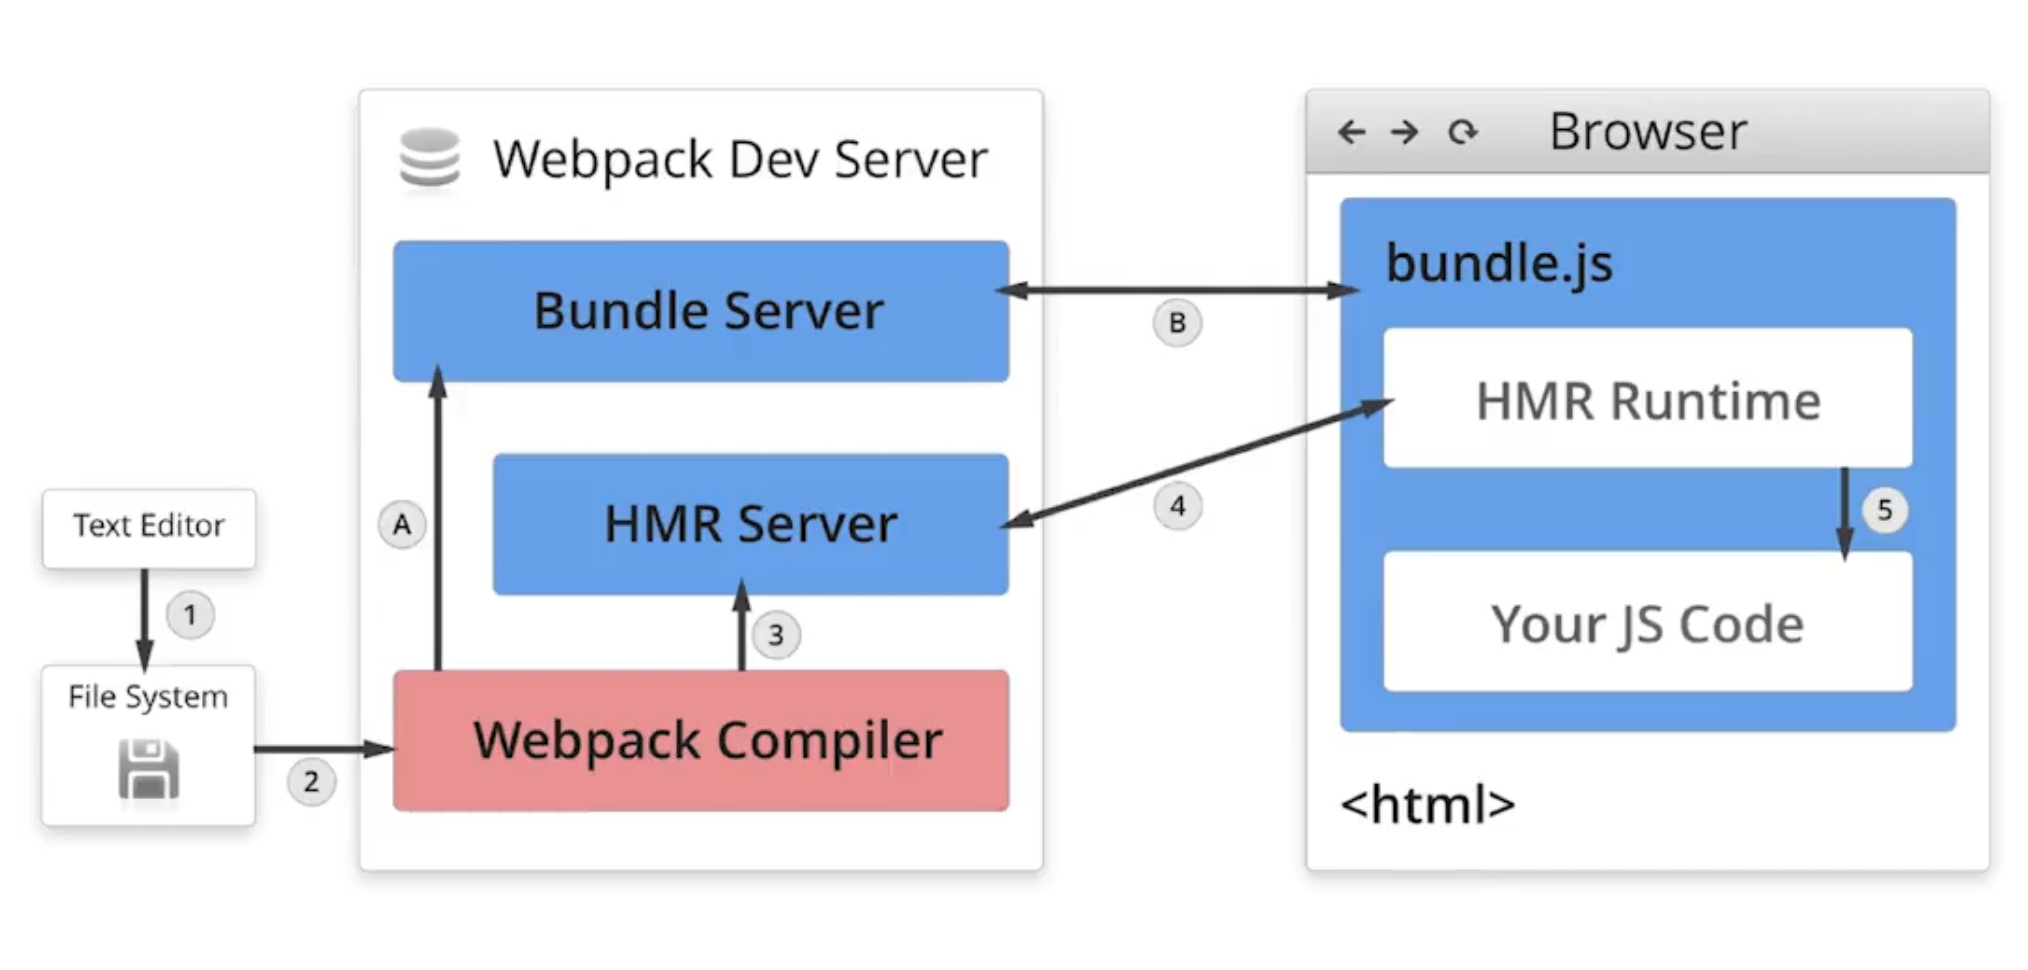 Webpack Dev Server
Bundle Server
A
HMR Server
3
Webpack Compiler
Text Editor
1
File System
2
B
4
Browser
bundle.js
HMR Runtime
5
Your JS Code
<html>